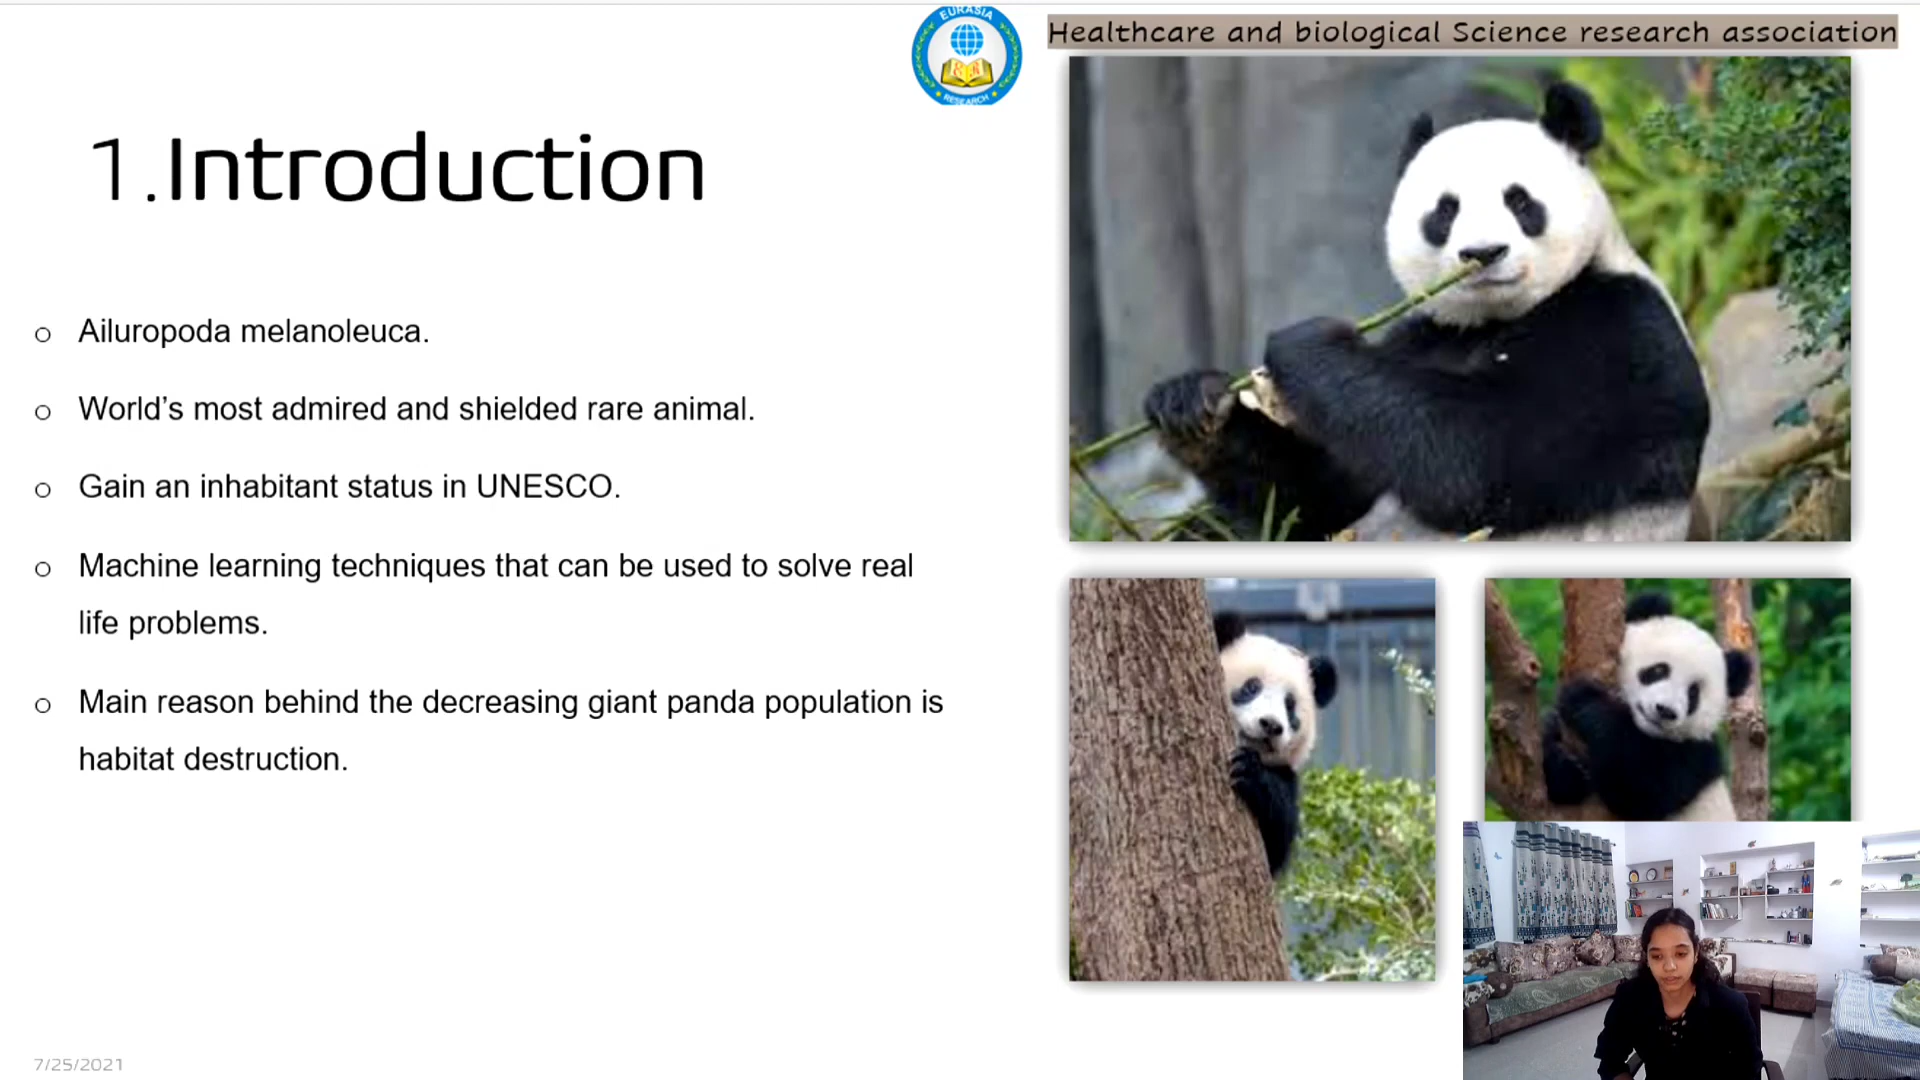 EURASIA
RESEARCH
Healthcare and biological Science research association
1.Introduction
Ailuropoda melanoleuca.
World’s most admired and shielded rare animal.
Gain an inhabitant status in UNESCO.
Machine learning techniques that can be used to solve real
life problems.
Main reason behind the decreasing giant panda population is
habitat destruction.
7/25/2021